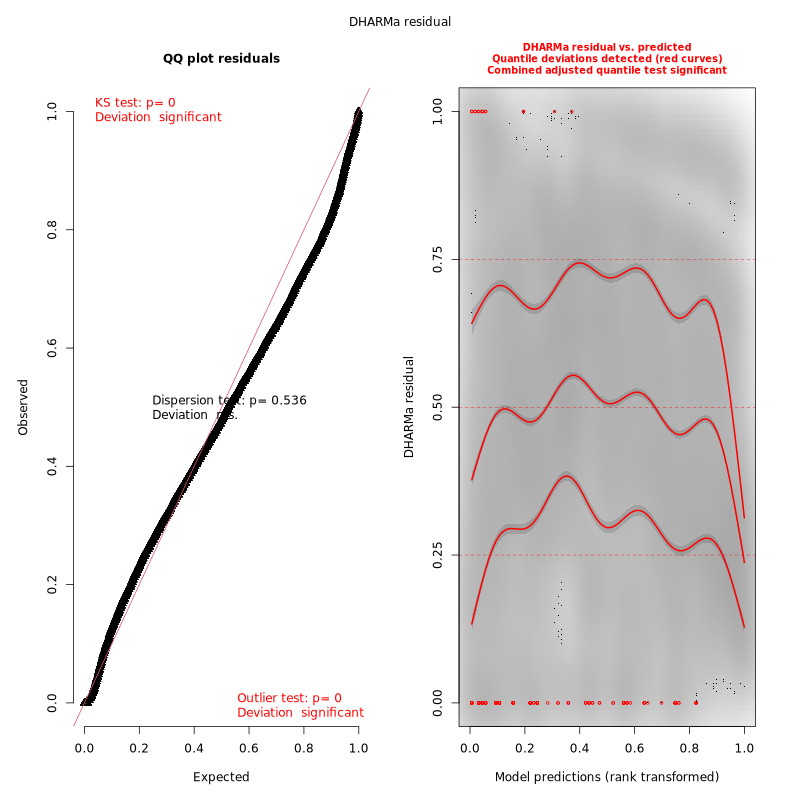 DHARMa residual
QQ plot residuals
KS test: p= 0
Deviation  significant
Dispersion test: p= 0.536
Deviation  n.s.
Outlier test: p= 0
Deviation  significant
Observed
0.0
0.2
0.4
0.6
0.8
1.0
0.0 0.2 0.4 0.6 0.8 1.0
Expected
DHARMa residual vs. predicted
Quantile deviations detected (red curves)
Combined adjusted quantile test significant
DHARMa residual
0.00
0.25
0.50
0.75
1.00
0.0 0.2 0.4 0.6 0.8 1.0
Model predictions (rank transformed)